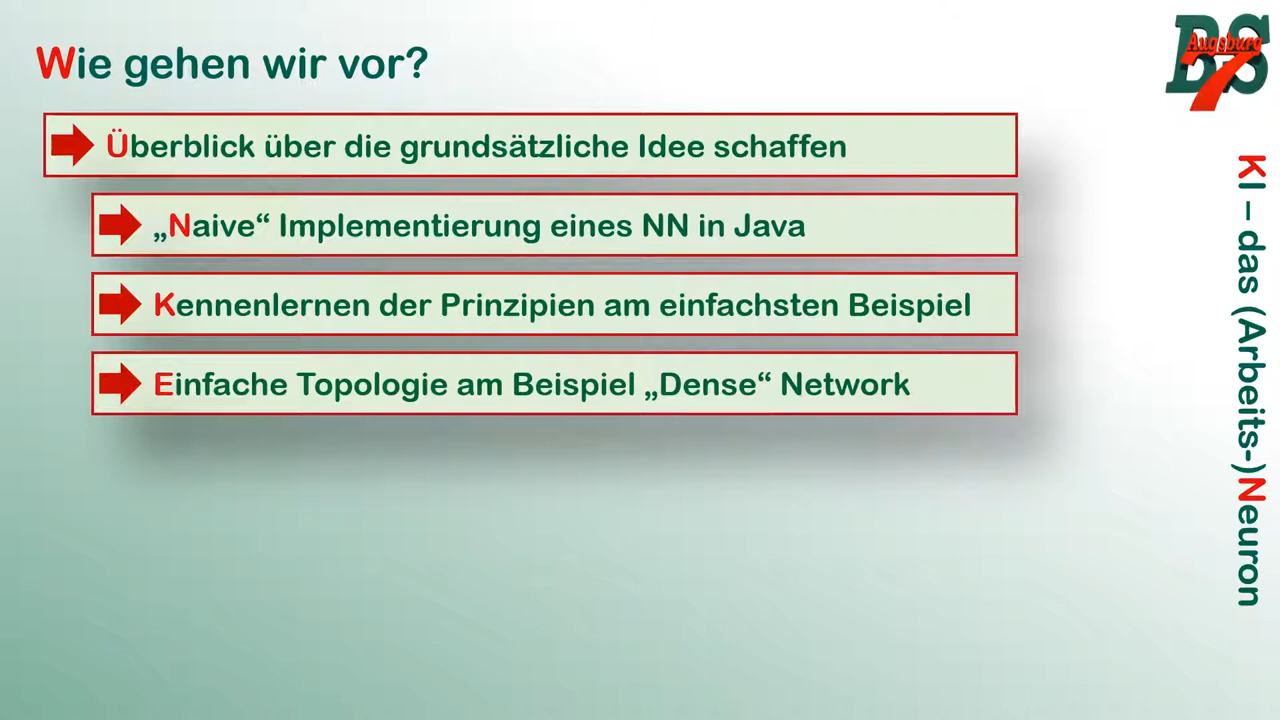 Wie gehen wir vor?
Überblick über die grundsätzliche Idee schaffen
„Naive“ Implementierung eines NN in Java
Kennenlernen der Prinzipien am einfachsten Beispiel
Einfache Topologie am Beispiel „Dense“ Network
BS
Augsburg
7
KI – das (Arbeits-)Neuron